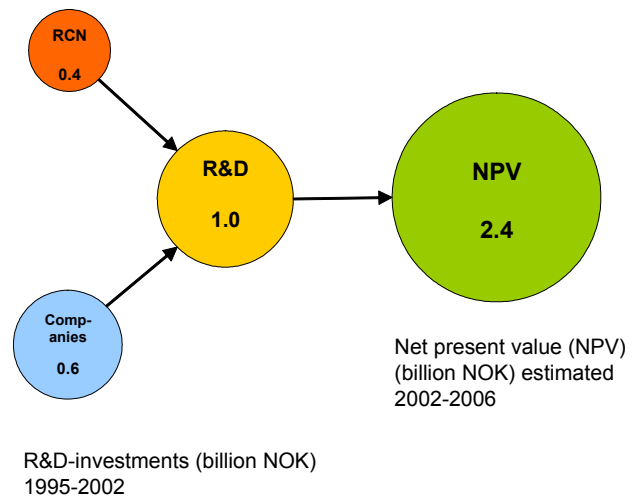 RCN
0.4
R&D
1.0
NPV
2.4
Comp-
anies
0.6
Net present value (NPV)
(billion NOK) estimated
2002-2006
R&D-investments (billion NOK)
1995-2002